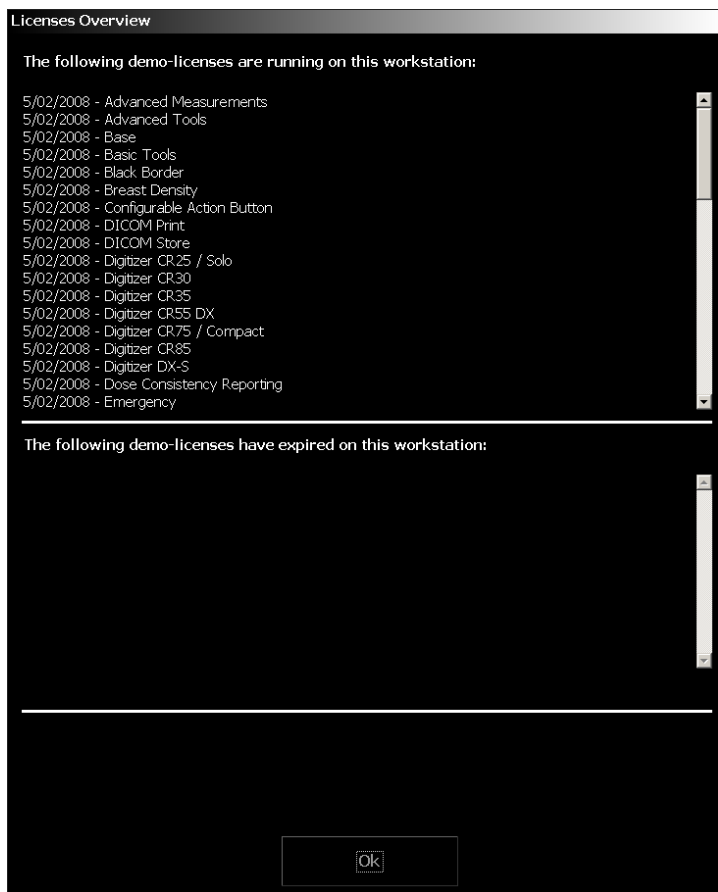 Licenses Overview
The following demo-licenses are running on this workstation:
5/02/2008 - Advanced Measurements
5/02/2008 - Advanced Tools
5/02/2008 - Base
5/02/2008 - Basic Tools
5/02/2008 - Black Border
5/02/2008 - Breast Density
5/02/2008 - Configurable Action Button
5/02/2008 - DICOM Print
5/02/2008 - DICOM Store
5/02/2008 - Digitizer CR25 / Solo
5/02/2008 - Digitizer CR30
5/02/2008 - Digitizer CR35
5/02/2008 - Digitizer CR55 DX
5/02/2008 - Digitizer CR75 / Compact
5/02/2008 - Digitizer CR85
5/02/2008 - Digitizer DX-S
5/02/2008 - Dose Consistency Reporting
5/02/2008 - Emergency
The following demo-licenses have expired on this workstation:
Ok